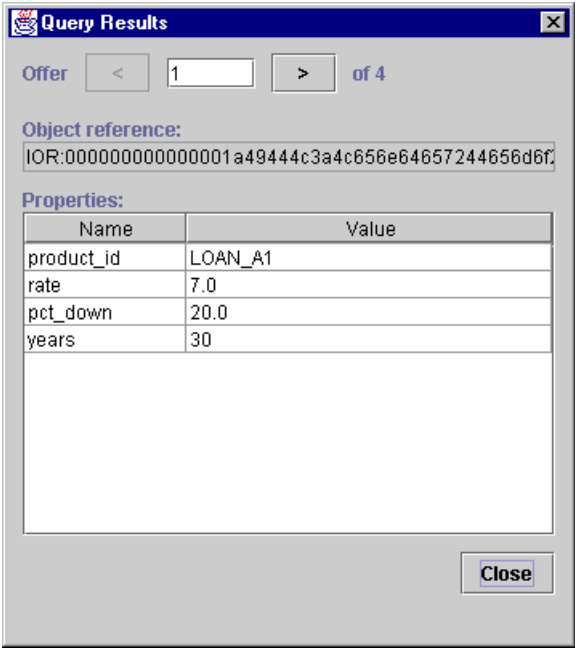 Query Results
Offer < 1 > of 4
Object reference:
IOR:000000000000001a49444c3a4c656e64657244656d6f2
Properties:
Name Value
product_id LOAN_A1
rate 7.0
pct_down 20.0
years 30
Close